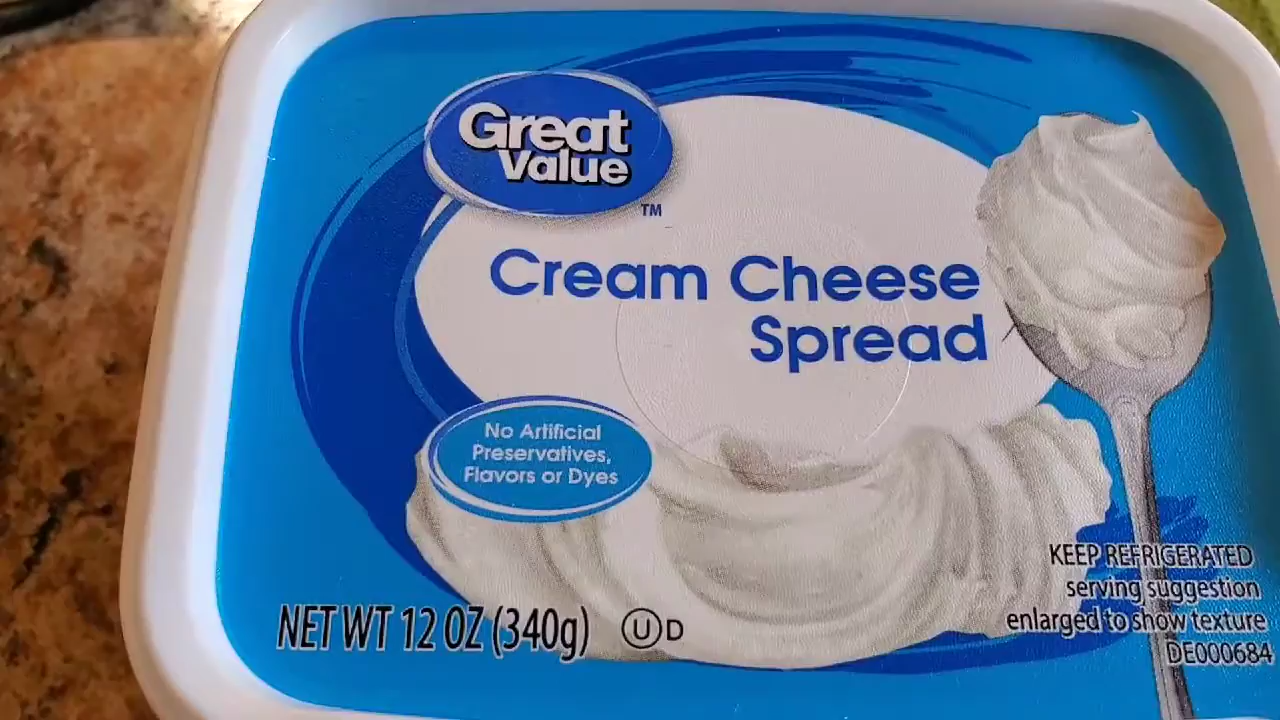 Great
Value
TM
Cream Cheese
Spread
No Artificial
Preservatives,
Flavors or Dyes
KEEP REFRIGERATED
serving suggestion
enlarged to show texture
DE000684
NET WT 12 OZ (340g) U D